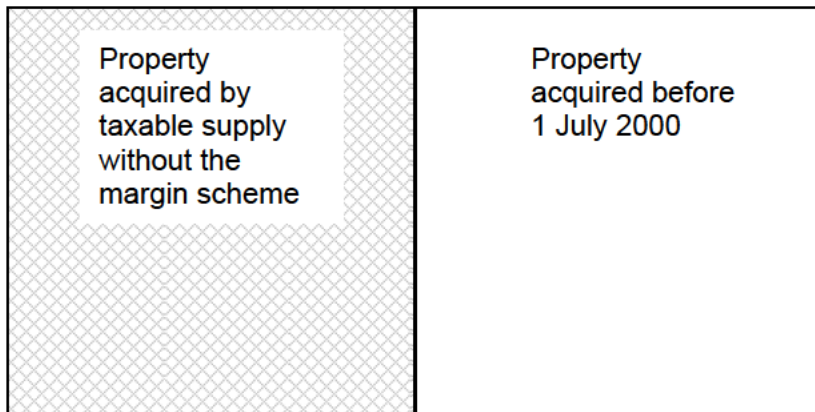 Property
acquired by
taxable supply
without the
margin scheme
Property
acquired before
1 July 2000